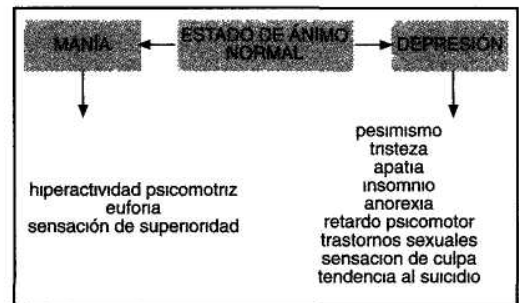 MANÍA
ESTADO DE ÁNIMO
NORMAL
DEPRESIÓN
hiperactividad psicomotriz
euforia
sensación de superioridad
pesimismo
tristeza
apatia
insomnio
anorexia
retardo psicomotor
trastornos sexuales
sensacion de culpa
tendencia al suicidio